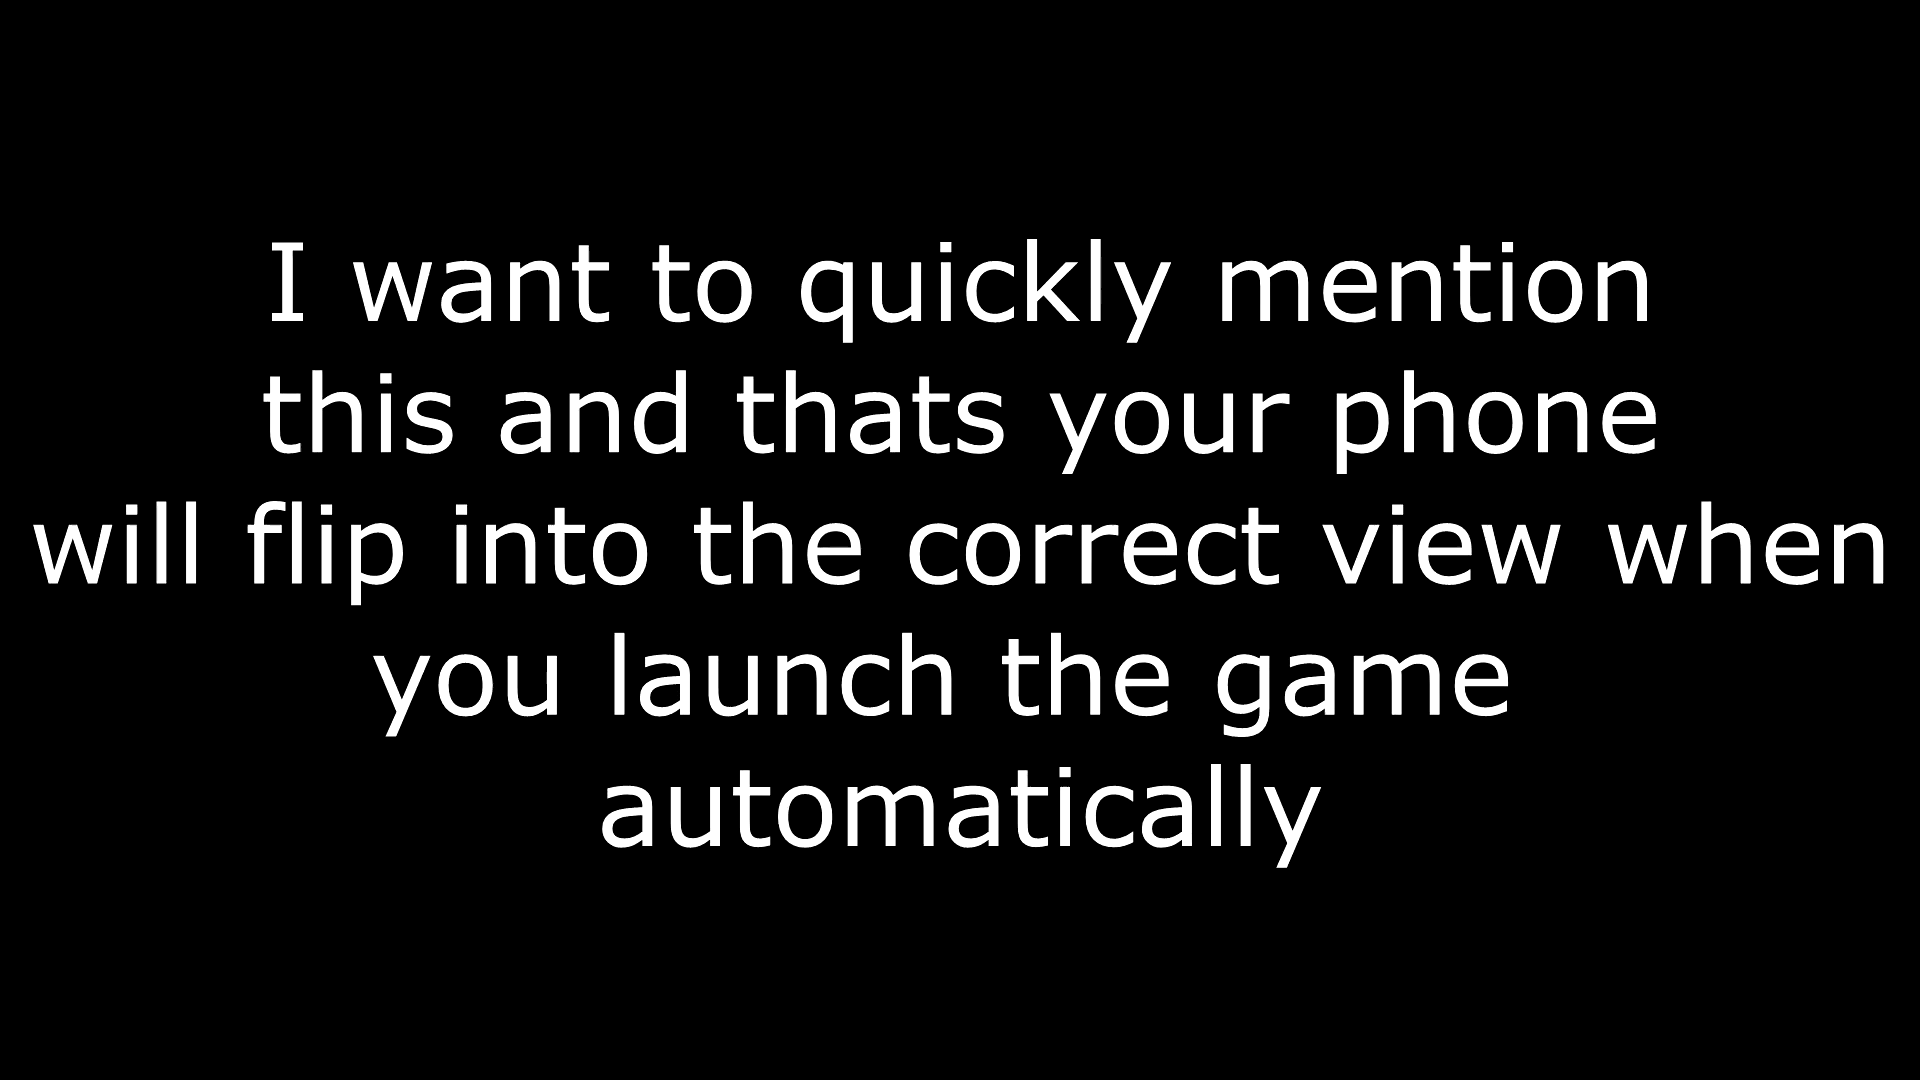 I want to quickly mention
this and thats your phone
will flip into the correct view when
you launch the game
automatically